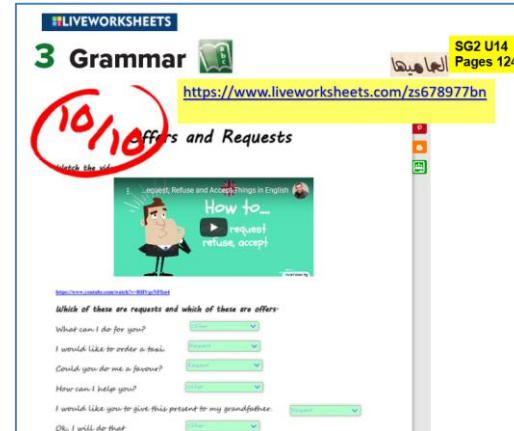 LIVEWORKSHEETS
3 Grammar
SG2 U14
Pages 124
https://www.liveworksheets.com/zs678977bn
10/10
Offers and Requests
Watch the
...equest, Refuse and Accept Things in English
How to...
request
refuse, accept
Which of these are requests and which of these are offers.
What can I do for you? Offer
I would like to order a taxi. Request
Could you do me a favour? Request
How can I help you? Offer
I would like you to give this present to my grandfather. Request
Ok, I will do that Offer